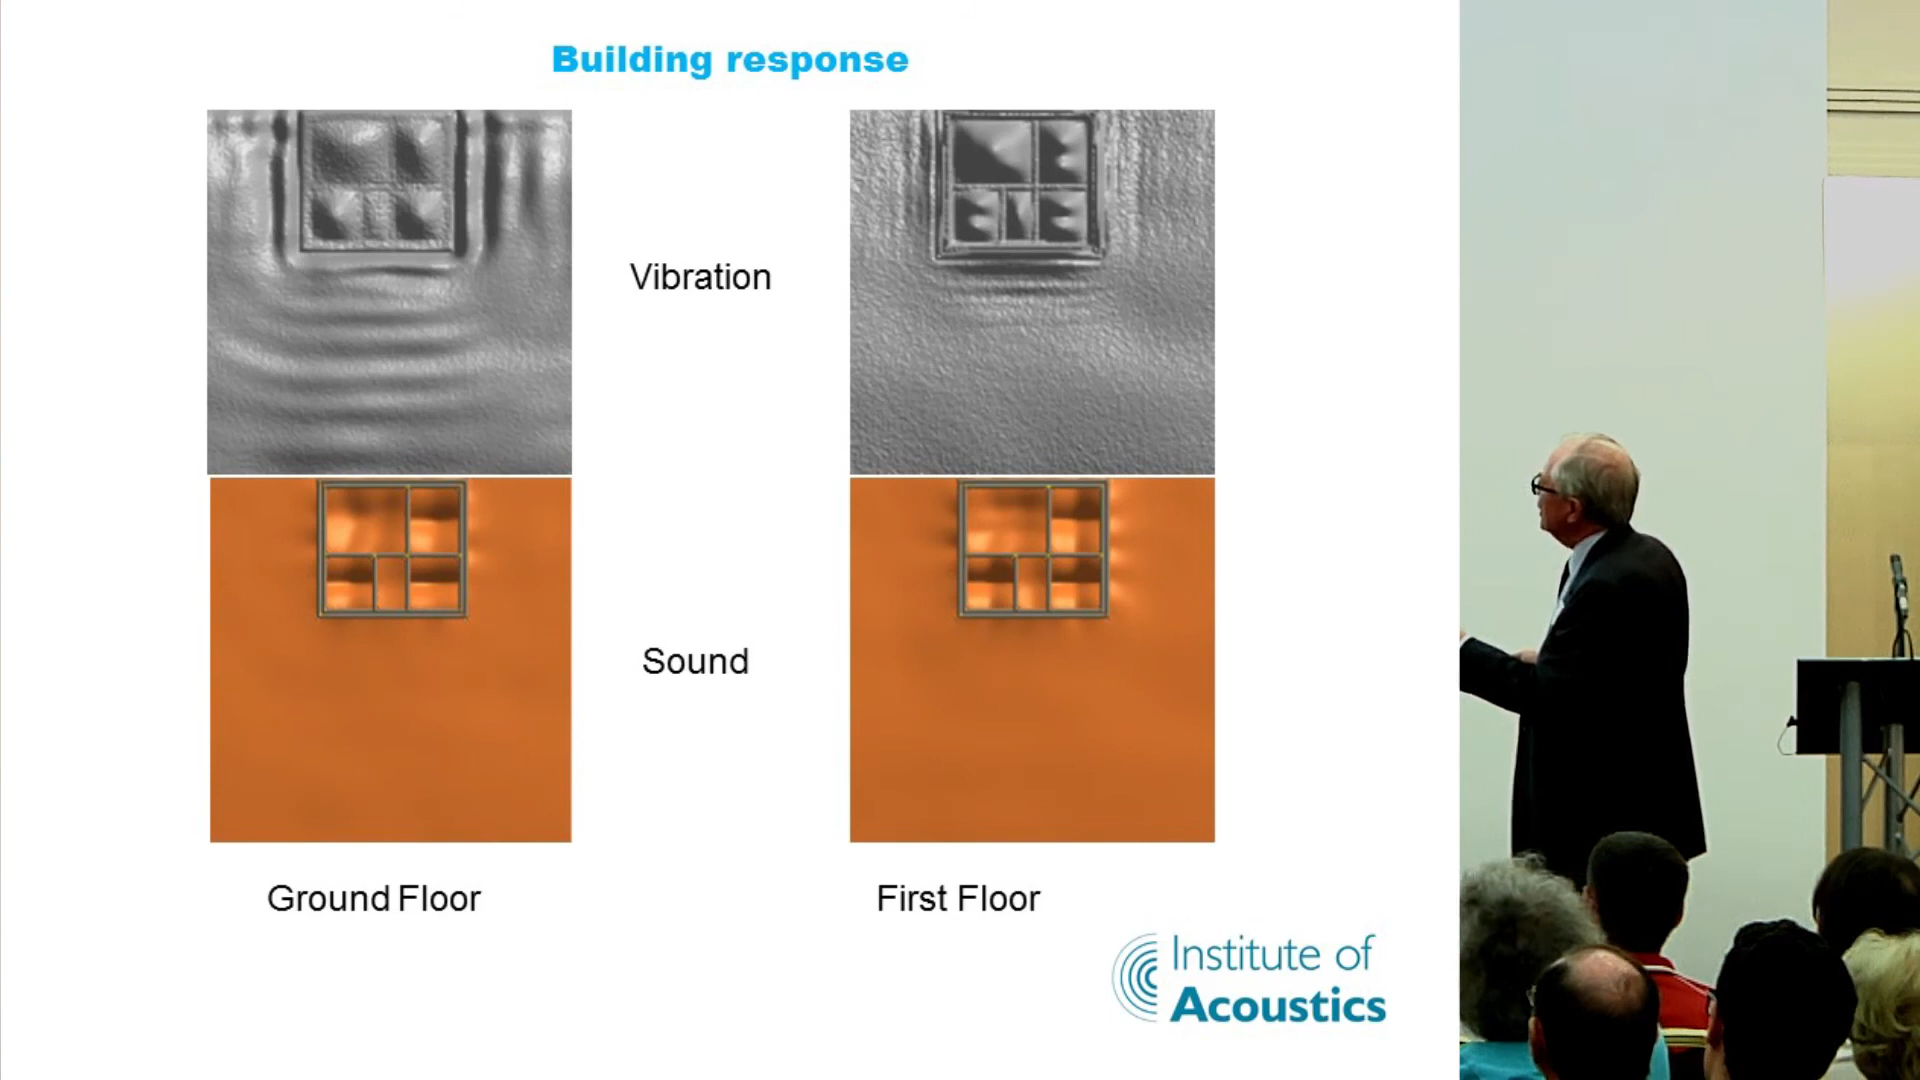 Building response
Vibration
Sound
Ground Floor
First Floor
Institute of
Acoustics